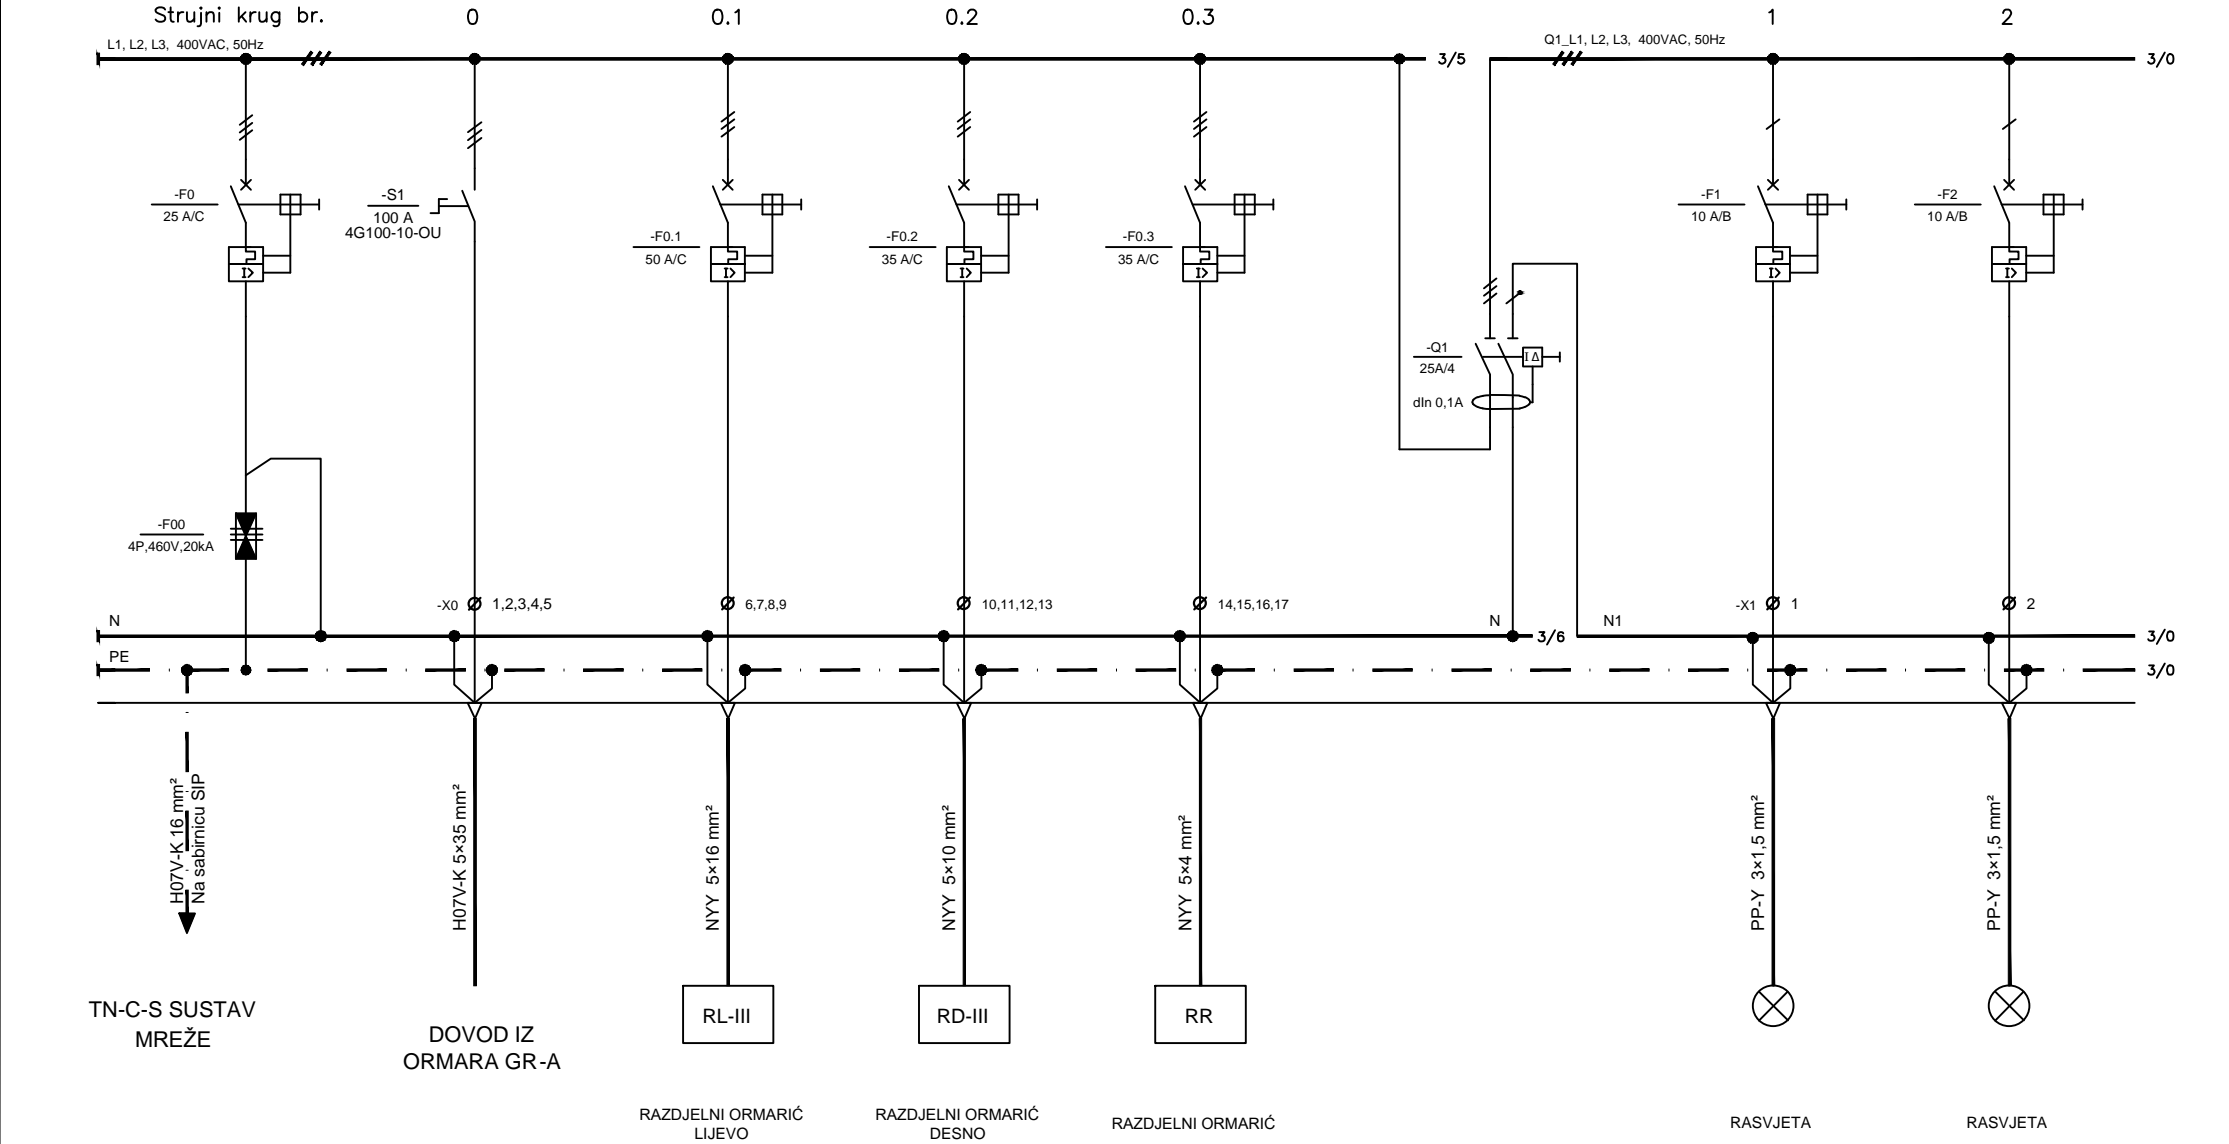 Strujni krug br.
0
0.1
0.2
0.3
1
2
L1, L2, L3, 400VAC, 50Hz
3/5
Q1_L1, L2, L3, 400VAC, 50Hz
3/0
-F0
25 A/C
-S1
100 A
4G100-10-OU
-F0.1
50 A/C
-F0.2
35 A/C
-F0.3
35 A/C
-F1
10 A/B
-F2
10 A/B
I>
I>
I>
I>
I>
I>
-Q1
25A/4
I Δ
dIn 0,1A
-F00
4P,460V,20kA
-X0
1,2,3,4,5
6,7,8,9
10,11,12,13
14,15,16,17
-X1
1
2
N
N
3/6
N1
3/0
PE
3/0
H07V-K 16 mm²
Na sabirnicu SIP
H07V-K 5×35 mm²
NYY 5×16 mm²
NYY 5×10 mm²
NYY 5×4 mm²
PP-Y 3×1,5 mm²
PP-Y 3×1,5 mm²
TN-C-S SUSTAV
MREŽE
DOVOD IZ
ORMARA GR-A
RL-III
RD-III
RR
RAZDJELNI ORMARIĆ
LIJEVO
RAZDJELNI ORMARIĆ
DESNO
RAZDJELNI ORMARIĆ
RASVJETA
RASVJETA